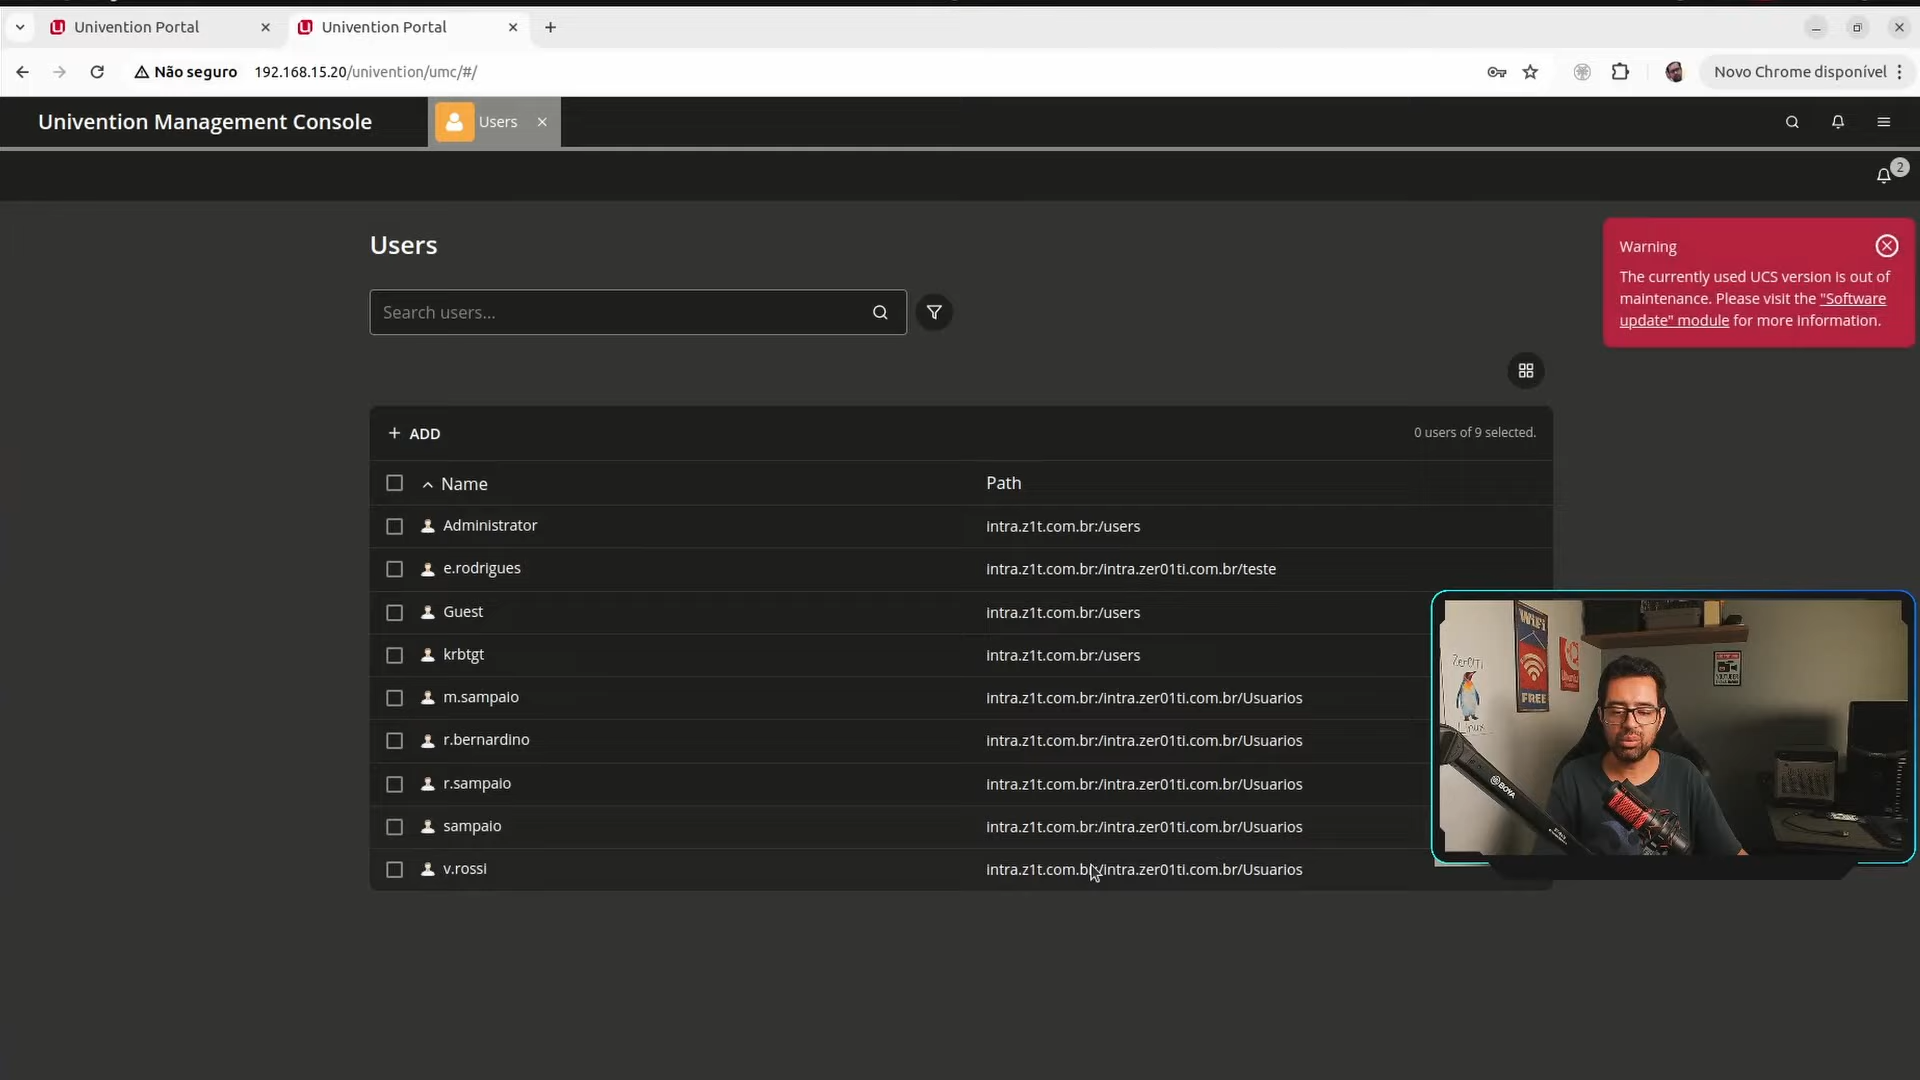 Univention Portal
Univention Portal
Não seguro 192.168.15.20/univention/umc/#/
Novo Chrome disponível
Univention Management Console
Users
2
Users
Search users...
Warning
The currently used UCS version is out of
maintenance. Please visit the "Software
update" module for more information.
+ ADD
0 users of 9 selected.
Name Path
Administrator intra.z1t.com.br:/users
e.rodrigues intra.z1t.com.br:/intra.zer01ti.com.br/teste
Guest intra.z1t.com.br:/users
krbtgt intra.z1t.com.br:/users
m.sampaio intra.z1t.com.br:/intra.zer01ti.com.br/Usuarios
r.bernardino intra.z1t.com.br:/intra.zer01ti.com.br/Usuarios
r.sampaio intra.z1t.com.br:/intra.zer01ti.com.br/Usuarios
sampaio intra.z1t.com.br:/intra.zer01ti.com.br/Usuarios
v.rossi intra.z1t.com.br:/intra.zer01ti.com.br/Usuarios
WiFi
FREE
Zer01Ti
Linux
BOYA